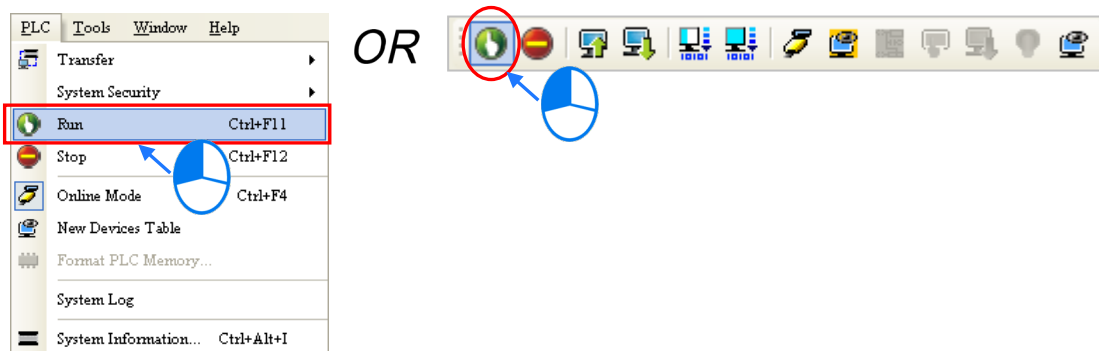 PLC Tools Window Help
Transfer
System Security
Run Ctrl+F11
Stop Ctrl+F12
Online Mode Ctrl+F4
New Devices Table
Format PLC Memory...
System Log
System Information... Ctrl+Alt+I
OR